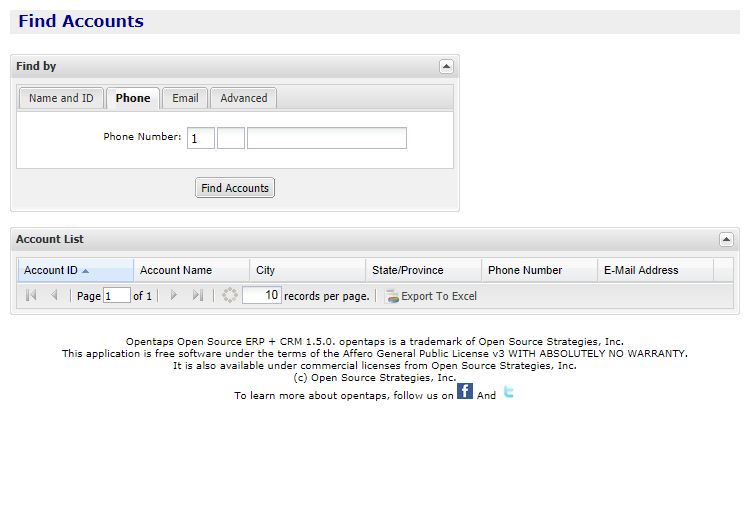 Find Accounts
Find by
Name and ID Phone Email Advanced
Phone Number: 1
Find Accounts
Account List
Account ID Account Name City State/Province Phone Number E-Mail Address
Page 1 of 1 10 records per page. Export To Excel
Opentaps Open Source ERP + CRM 1.5.0. opentaps is a trademark of Open Source Strategies, Inc.
This application is free software under the terms of the Affero General Public License v3 WITH ABSOLUTELY NO WARRANTY.
It is also available under commercial licenses from Open Source Strategies, Inc.
(c) Open Source Strategies, Inc.
To learn more about opentaps, follow us on f And t